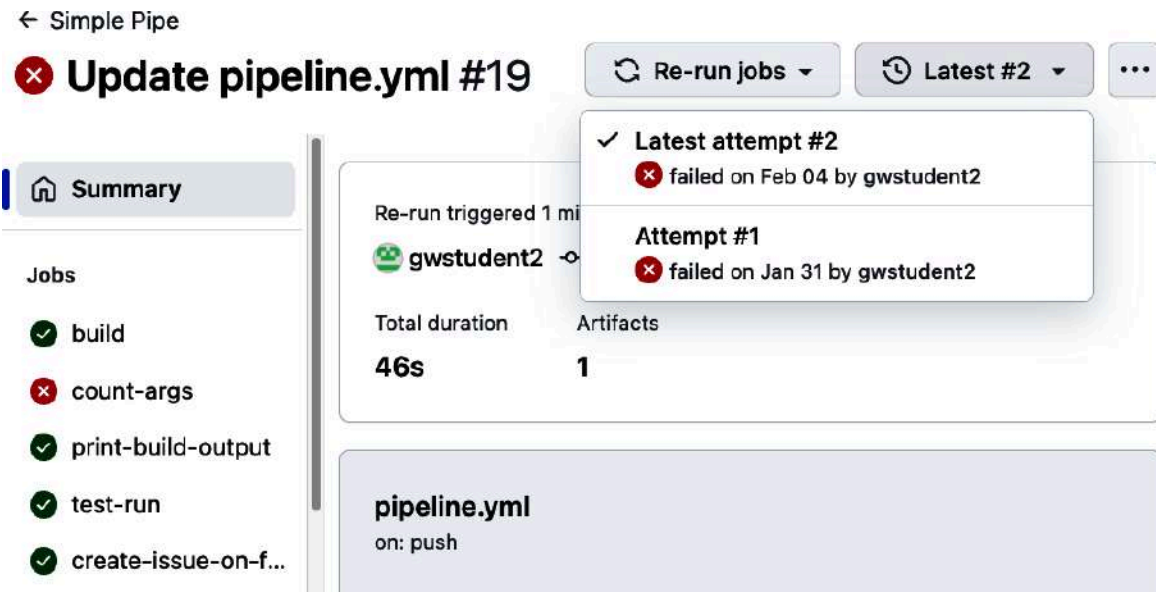 ← Simple Pipe
Update pipeline.yml #19
Re-run jobs
Latest #2
...
Latest attempt #2
failed on Feb 04 by gwstudent2
Attempt #1
failed on Jan 31 by gwstudent2
Summary
Jobs
build
count-args
print-build-output
test-run
create-issue-on-f...
Re-run triggered 1 mi
gwstudent2
Total duration
46s
Artifacts
1
pipeline.yml
on: push